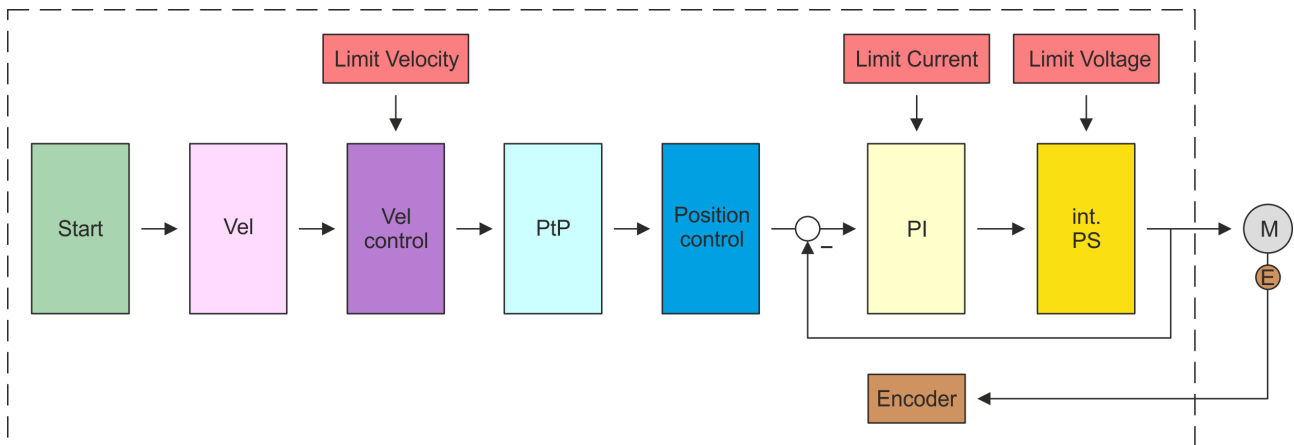 Limit Velocity
Limit Current
Limit Voltage
Start
Vel
Vel
control
PtP
Position
control
–
PI
int.
PS
M
E
Encoder